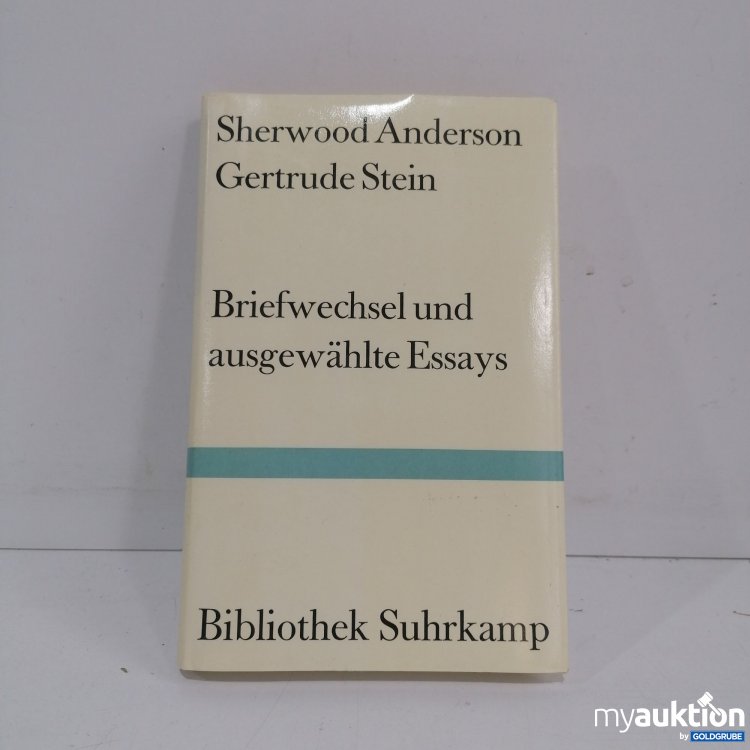 Sherwood Anderson
Gertrude Stein
Briefwechsel und
ausgewählte Essays
Bibliothek Suhrkamp
myauktion
by GOLDGRUBE